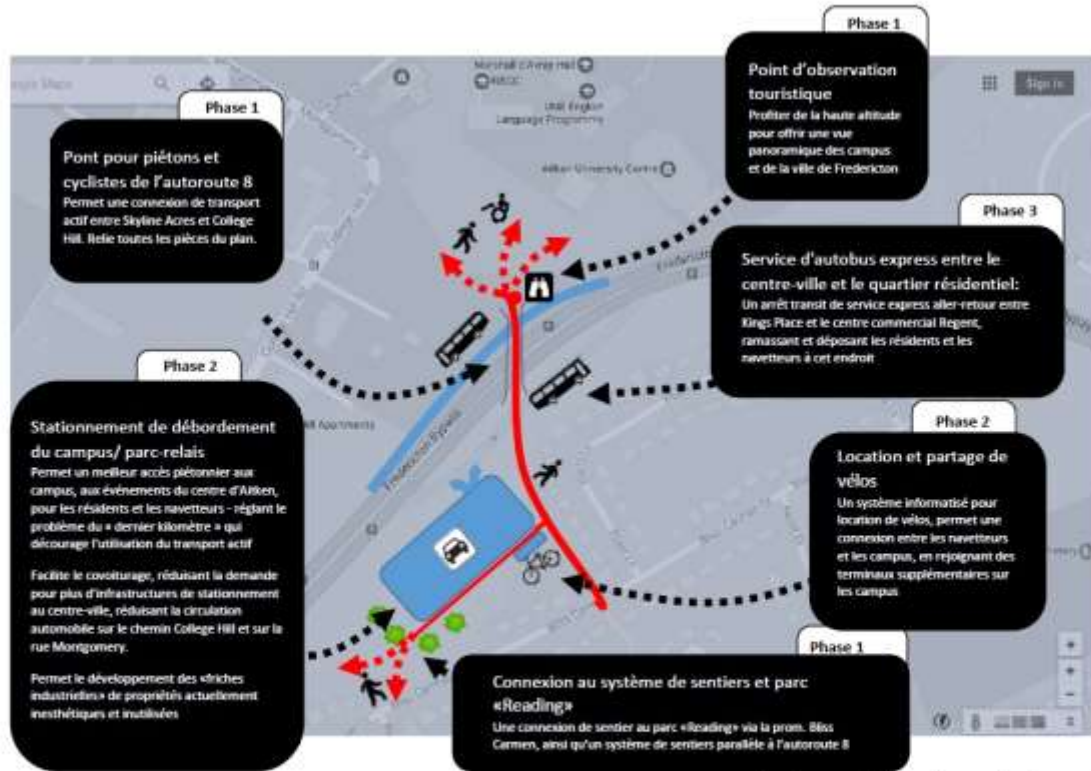 Phase 1
Pont pour piétons et
cyclistes de l'autoroute 8
Permet une connexion de transport
actif entre Skyline Acres et College
Hill. Relie toutes les pièces du plan.
Phase 1
Point d'observation
touristique
Profiter de la haute altitude
pour offrir une vue
panoramique des campus
et de la ville de Fredericton
Sign in
UNB English
Language Programme
Aitken University Centre
Phase 3
Service d'autobus express entre le
centre-ville et le quartier résidentiel:
Un arrêt transit de service express aller-retour entre
Kings Place et le centre commercial Regent,
ramassant et déposant les résidents et les
navetteurs à cet endroit
Phase 2
Stationnement de débordement
du campus/ parc-relais
Permet un meilleur accès piétonnier aux
campus, aux événements du centre d'Aitken,
pour les résidents et les navetteurs - réglant le
problème du « dernier kilomètre » qui
décourage l'utilisation du transport actif
Facilite le covoiturage, réduisant la demande
pour plus d'infrastructures de stationnement
au centre-ville, réduisant la circulation
automobile sur le chemin College Hill et sur la
rue Montgomery.
Permet le développement des «friches
industrielles» de propriétés actuellement
inesthétiques et inutilisées
Apartments
Fredericton Bypass
Phase 2
Location et partage de
vélos
Un système informatisé pour
location de vélos, permet une
connexion entre les navetteurs
et les campus, en rejoignant des
terminaux supplémentaires sur
les campus
Phase 1
Connexion au système de sentiers et parc
«Reading»
Une connexion de sentier au parc «Reading» via la prom. Bliss
Carmen, ainsi qu'un système de sentiers parallèle à l'autoroute 8